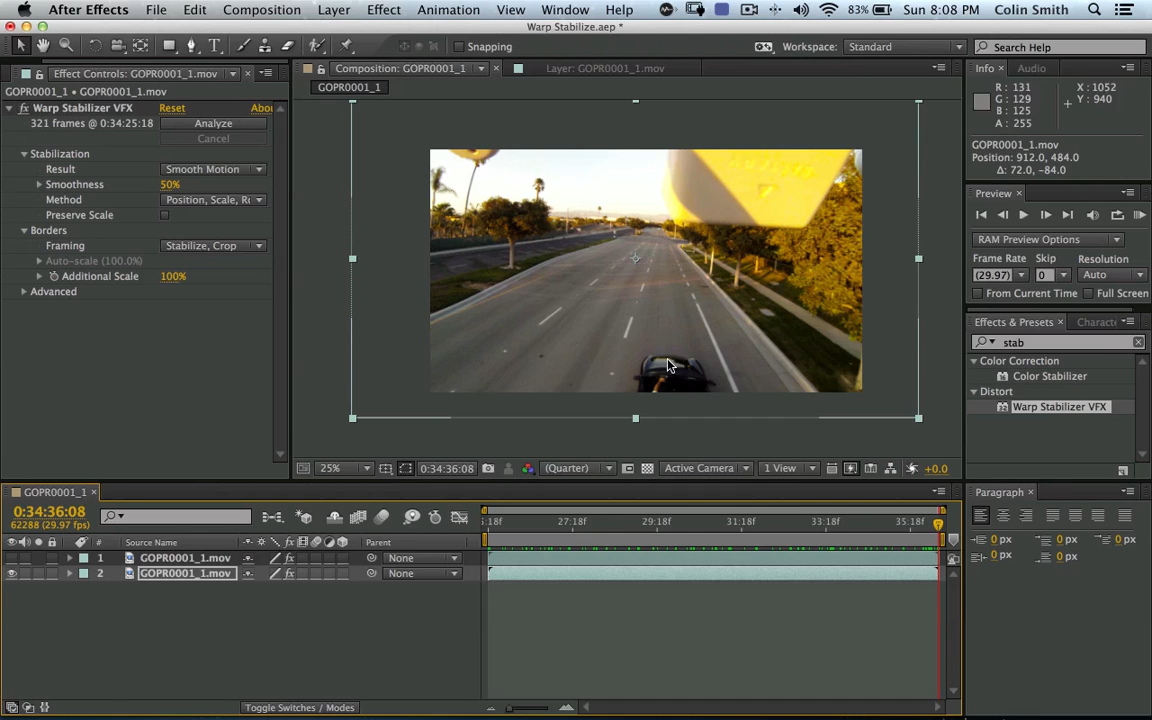 After Effects File Edit Composition Layer Effect Animation View Window Help 83% Sun 8:08 PM Colin Smith
Warp Stabilize.aep *
Snapping Workspace: Standard Search Help
Effect Controls: GOPR0001_1.mov
GOPR0001_1 • GOPR0001_1.mov
fx Warp Stabilizer VFX Reset Abou
321 frames @ 0:34:25:18 Analyze
Cancel
Stabilization
Result Smooth Motion
Smoothness 50%
Method Position, Scale, R
Preserve Scale
Borders
Framing Stabilize, Crop
Auto-scale (100.0%)
Additional Scale 100%
Advanced
Composition: GOPR0001_1 Layer: GOPR0001_1.mov
GOPR0001_1
25% 0:34:36:08 (Quarter) Active Camera 1 View +0.0
Info Audio
R : 131 X : 1052
G : 129 Y : 940
B : 125
A : 255
GOPR0001_1.mov
Position: 912.0, 484.0
Δ: 72.0, -84.0
Preview
RAM Preview Options
Frame Rate Skip Resolution
(29.97) 0 Auto
From Current Time Full Screen
Effects & Presets Characte
stab
Color Correction
Color Stabilizer
Distort
Warp Stabilizer VFX
GOPR0001_1
0:34:36:08
62288 (29.97 fps)
5:18f 27:18f 29:18f 31:18f 33:18f 35:18f
# Source Name fx Parent
1 GOPR0001_1.mov fx None
2 GOPR0001_1.mov fx None
Toggle Switches / Modes
Paragraph
0 px 0 px 0 px
0 px 0 px